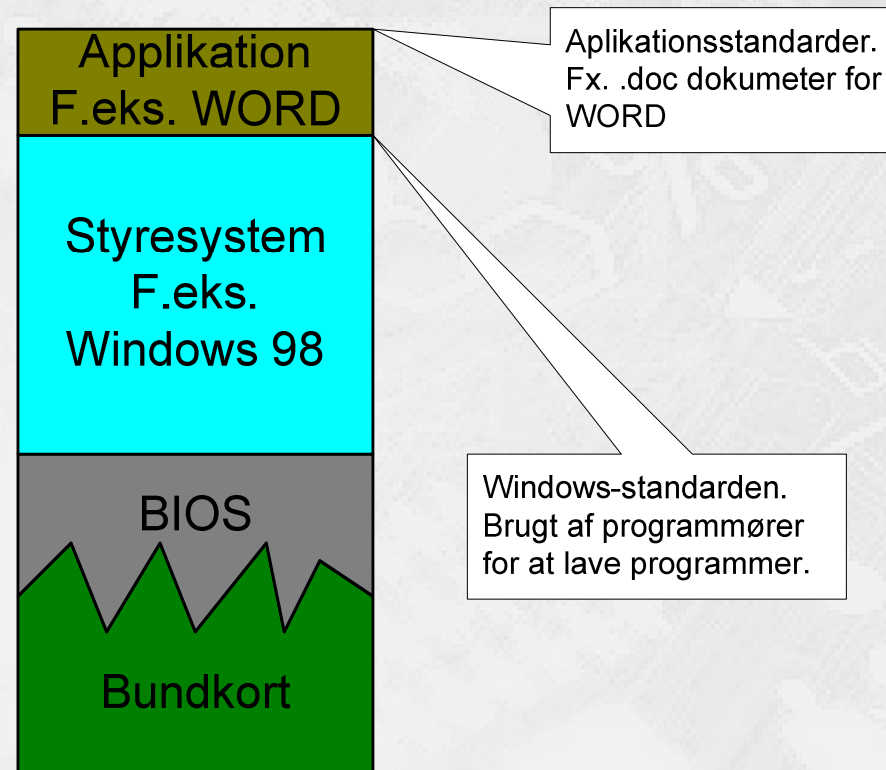 Applikation
F.eks. WORD
Aplikationsstandarder.
Fx. .doc dokumeter for
WORD
Styresystem
F.eks.
Windows 98
Windows-standarden.
Brugt af programmører
for at lave programmer.
BIOS
Bundkort